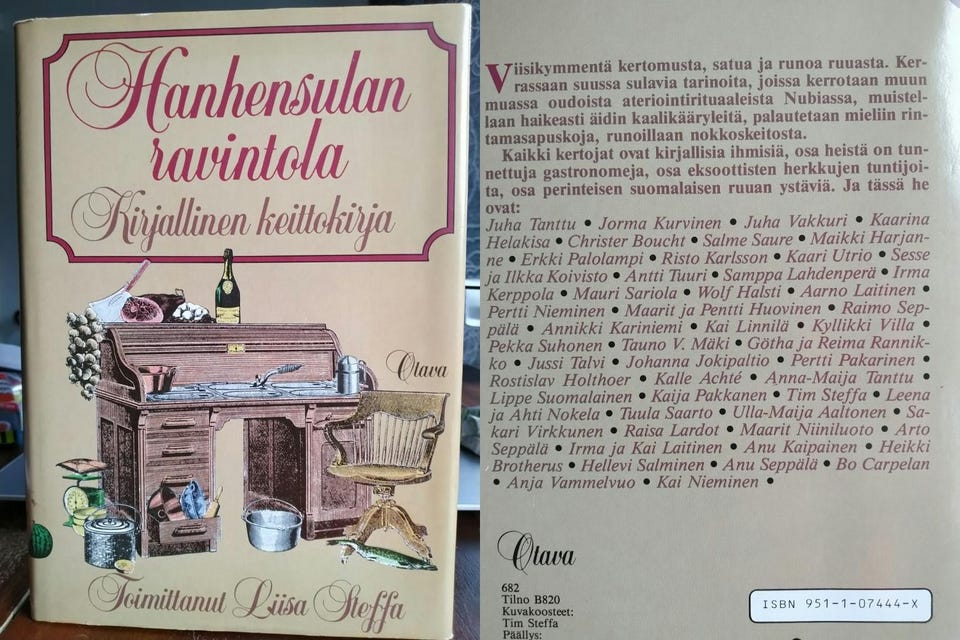 Hanhensulan
ravintola
Kirjallinen keittokirja
Otava
Toimittanut Liisa Steffa
Viisikymmentä kertomusta, satua ja runoa ruuasta. Ker-
rassaan suussa sulavia tarinoita, joissa kerrotaan muun
muassa oudoista ateriointirituaaleista Nubiassa, muistel-
laan haikeasti äidin kaalikääryleitä, palautetaan mieliin rin-
tamasapuskoja, runoillaan nokkoskeitosta.
Kaikki kertojat ovat kirjallisia ihmisiä, osa heistä on tun-
nettuja gastronomeja, osa eksoottisten herkkujen tuntijoi-
ta, osa perinteisen suomalaisen ruuan ystäviä. Ja tässä he
ovat:
Juha Tanttu • Jorma Kurvinen • Juha Vakkuri • Kaarina
Helakisa • Christer Boucht • Salme Saure • Maikki Harjan-
ne • Erkki Palolampi • Risto Karlsson • Kaari Utrio • Sesse
ja Ilkka Koivisto • Antti Tuuri • Samppa Lahdenperä • Irma
Kerppola • Mauri Sariola • Wolf Halsti • Aarno Laitinen •
Pertti Nieminen • Maarit ja Pentti Huovinen • Raimo Sep-
pälä • Annikki Kariniemi • Kai Linnilä • Kyllikki Villa •
Pekka Suhonen • Tauno V. Mäki • Götha ja Reima Rannik-
ko • Jussi Talvi • Johanna Jokipaltio • Pertti Pakarinen •
Rostislav Holthoer • Kalle Achté • Anna-Maija Tanttu •
Lippe Suomalainen • Kaija Pakkanen • Tim Steffa • Leena
ja Ahti Nokela • Tuula Saarto • Ulla-Maija Aaltonen • Sa-
kari Virkkunen • Raisa Lardot • Maarit Niiniluoto • Arto
Seppälä • Irma ja Kai Laitinen • Anu Kaipainen • Heikki
Brotherus • Hellevi Salminen • Anu Seppälä • Bo Carpelan
• Anja Vammelvuo • Kai Nieminen •
Otava
682
Tilno B820
Kuvakoosteet:
Tim Steffa
Päällys:
ISBN 951-1-07444-X